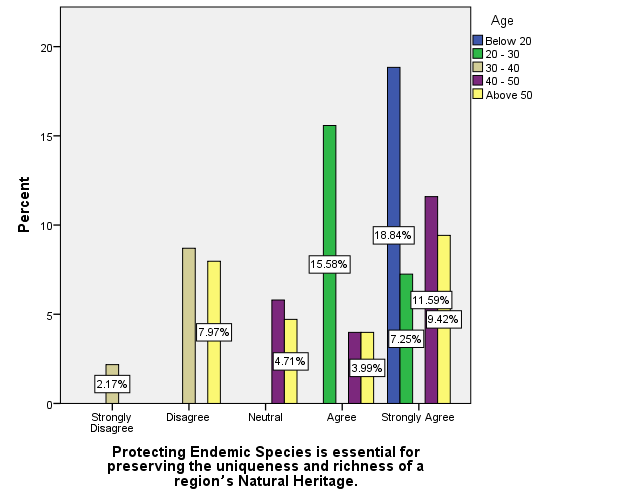 Age
Below 20
20 - 30
30 - 40
40 - 50
Above 50
Percent
20
15
10
5
0
2.17%
7.97%
4.71%
15.58%
3.99%
18.84%
7.25%
11.59%
9.42%
Strongly
Disagree
Disagree
Neutral
Agree
Strongly Agree
Protecting Endemic Species is essential for
preserving the uniqueness and richness of a
region's Natural Heritage.